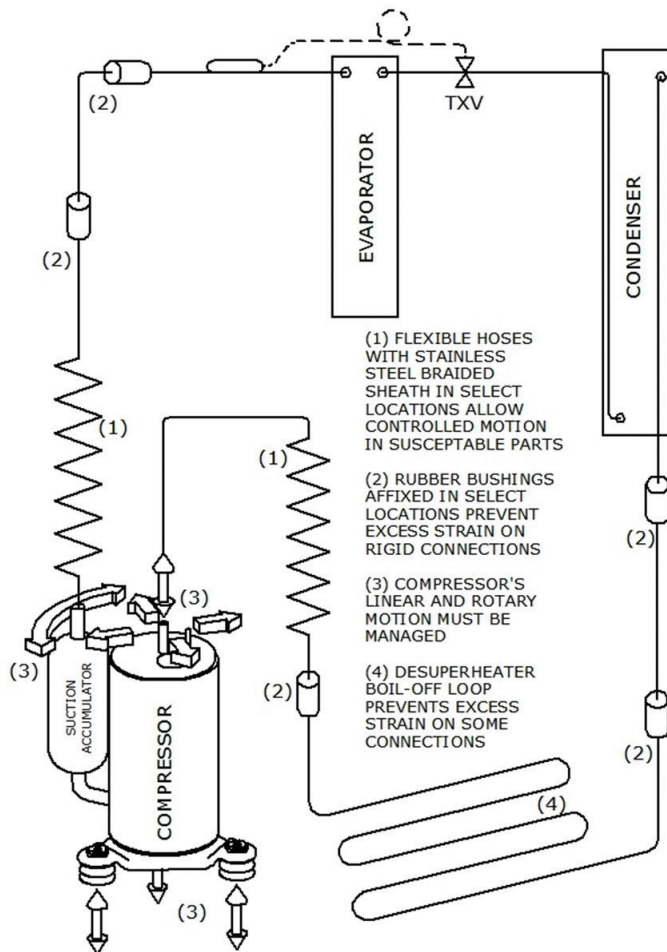 (2)
TXV
EVAPORATOR
CONDENSER
(2)
(1) FLEXIBLE HOSES
WITH STAINLESS
STEEL BRAIDED
SHEATH IN SELECT
LOCATIONS ALLOW
CONTROLLED MOTION
IN SUSCEPTABLE PARTS
(1)
(1)
(2) RUBBER BUSHINGS
AFFIXED IN SELECT
LOCATIONS PREVENT
EXCESS STRAIN ON
RIGID CONNECTIONS
(2)
(3) COMPRESSOR'S
LINEAR AND ROTARY
MOTION MUST BE
MANAGED
(3)
(3)
(4) DESUPERHEATER
BOIL-OFF LOOP
PREVENTS EXCESS
STRAIN ON SOME
CONNECTIONS
(2)
(2)
SUCTION
ACCUMULATOR
COMPRESSOR
(4)
(3)